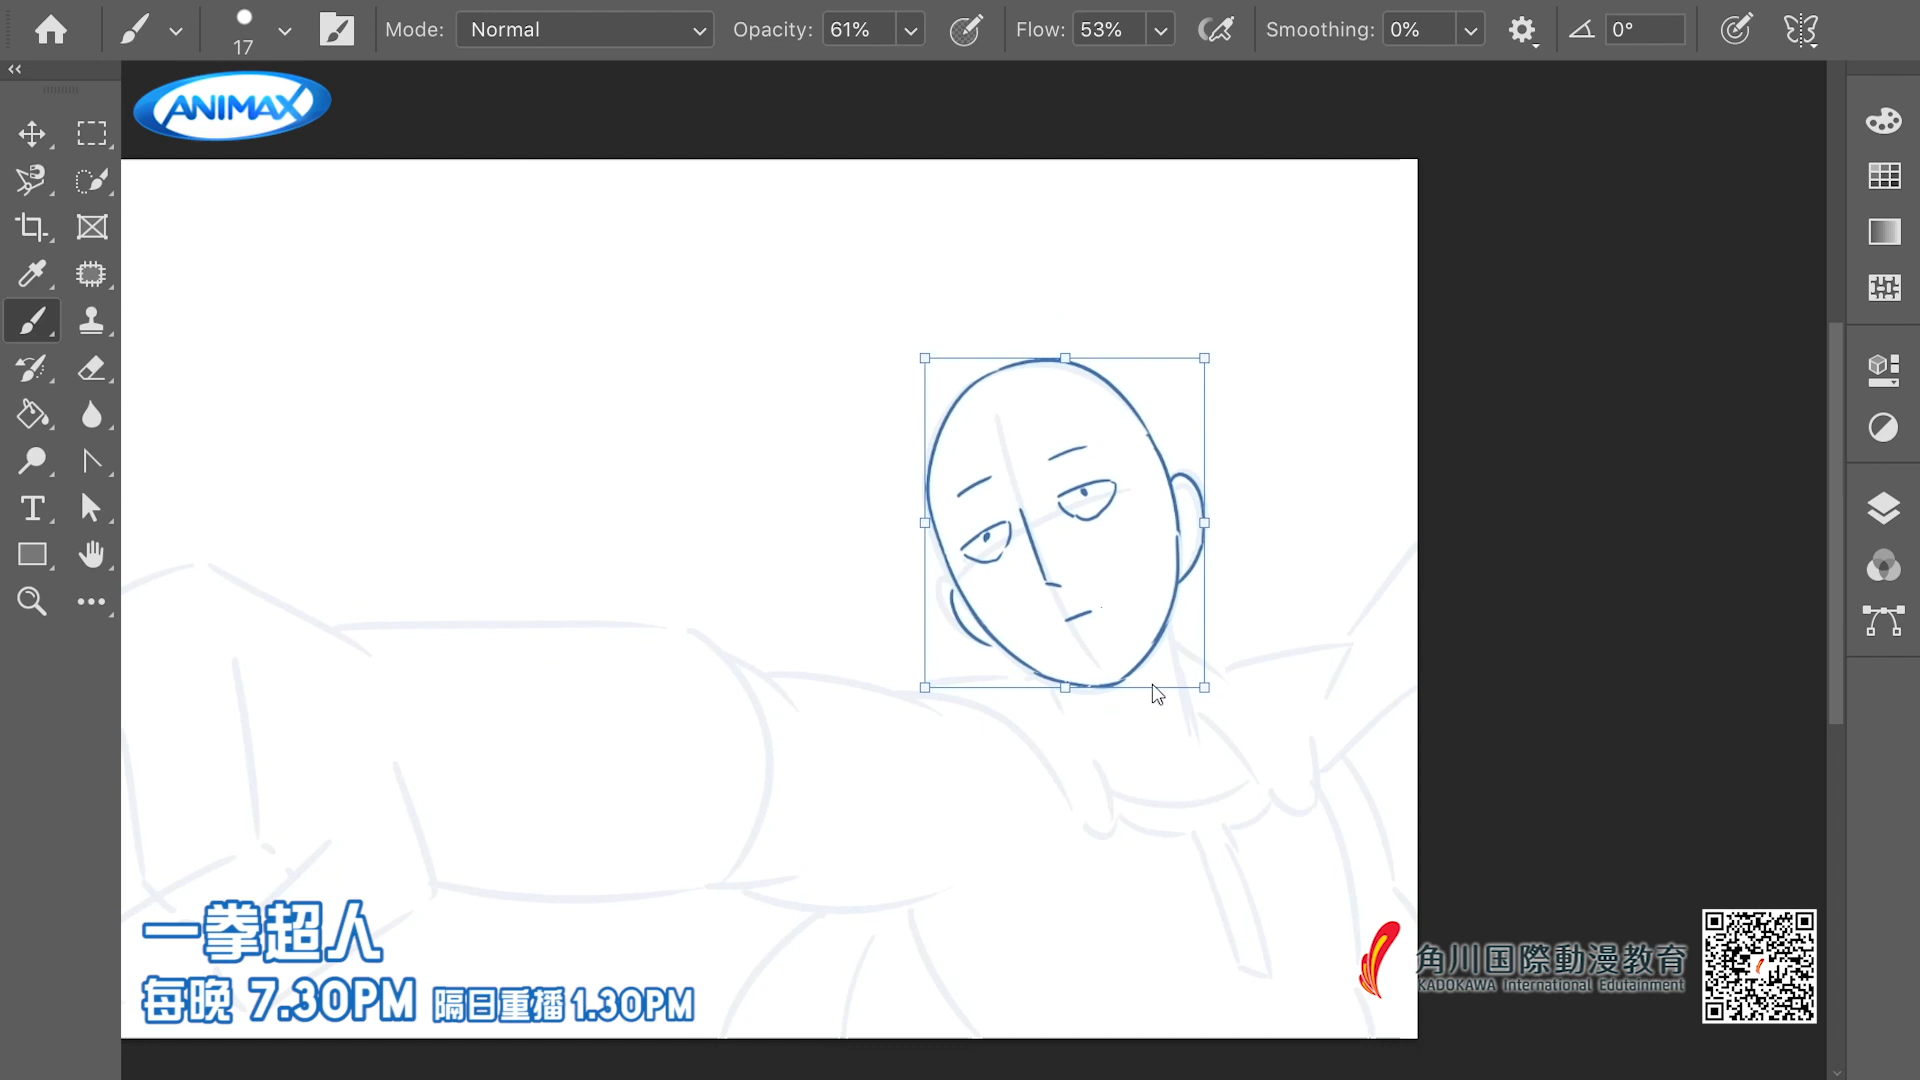 17
Mode: Normal
Opacity: 61%
Flow: 53%
Smoothing: 0%
0°
ANIMAX
一拳超人
每晚 7.30PM 隔日重播 1.30PM
角川国際動漫教育
KADOKAWA International Edutainment